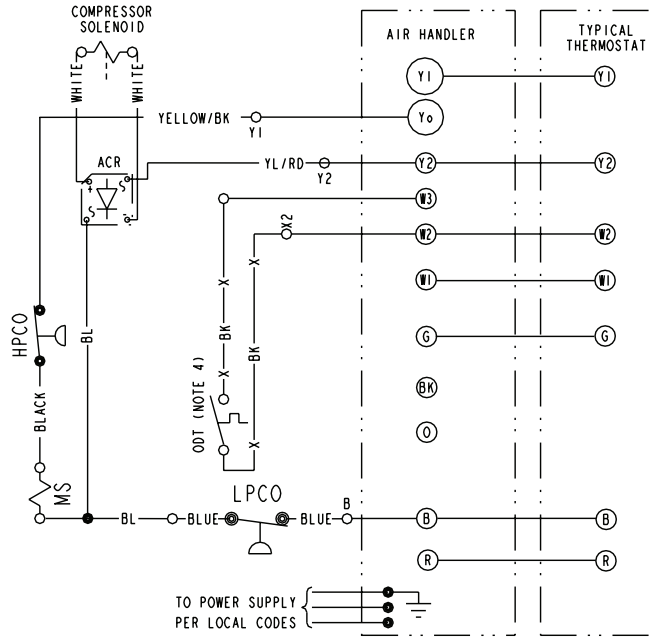 COMPRESSOR
SOLENOID
AIR HANDLER
TYPICAL
THERMOSTAT
WHITE
WHITE
Y1
Y1
YELLOW/BK
Y1
Yo
ACR
YL/RD
Y2
Y2
Y2
+
-
W3
X2
W2
W2
X
X
W1
W1
HPCO
BL
BK
BK
G
G
X
BLACK
ODT (NOTE 4)
BK
O
X
MS
LPCO
BL
BLUE
BLUE
B
B
B
R
R
TO POWER SUPPLY
PER LOCAL CODES